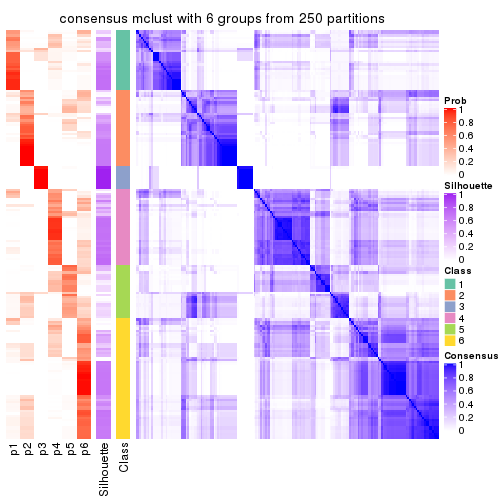 consensus mclust with 6 groups from 250 partitions
Prob
1
0.8
0.6
0.4
0.2
0
Silhouette
1
0.8
0.6
0.4
0.2
0
Class
1
2
3
4
5
6
Consensus
1
0.8
0.6
0.4
0.2
0
p1
p2
p3
p4
p5
p6
Silhouette
Class